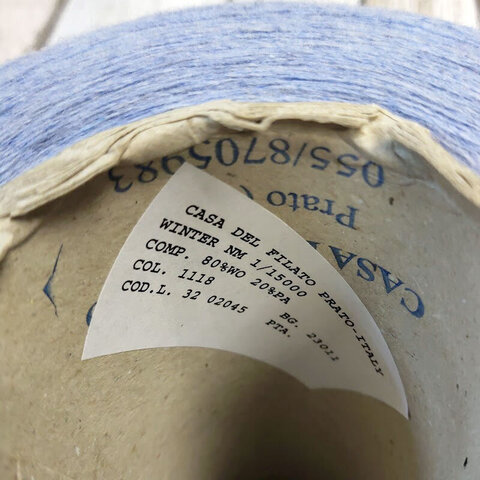 CASA DEL FILATO PRATO-ITALY
WINTER NM 1/15000
COMP. 80%WO 20%PA
COL. 1118 BG. 23011
COD.L. 32 02045 PTA.
CASA
Prato
055/8705983